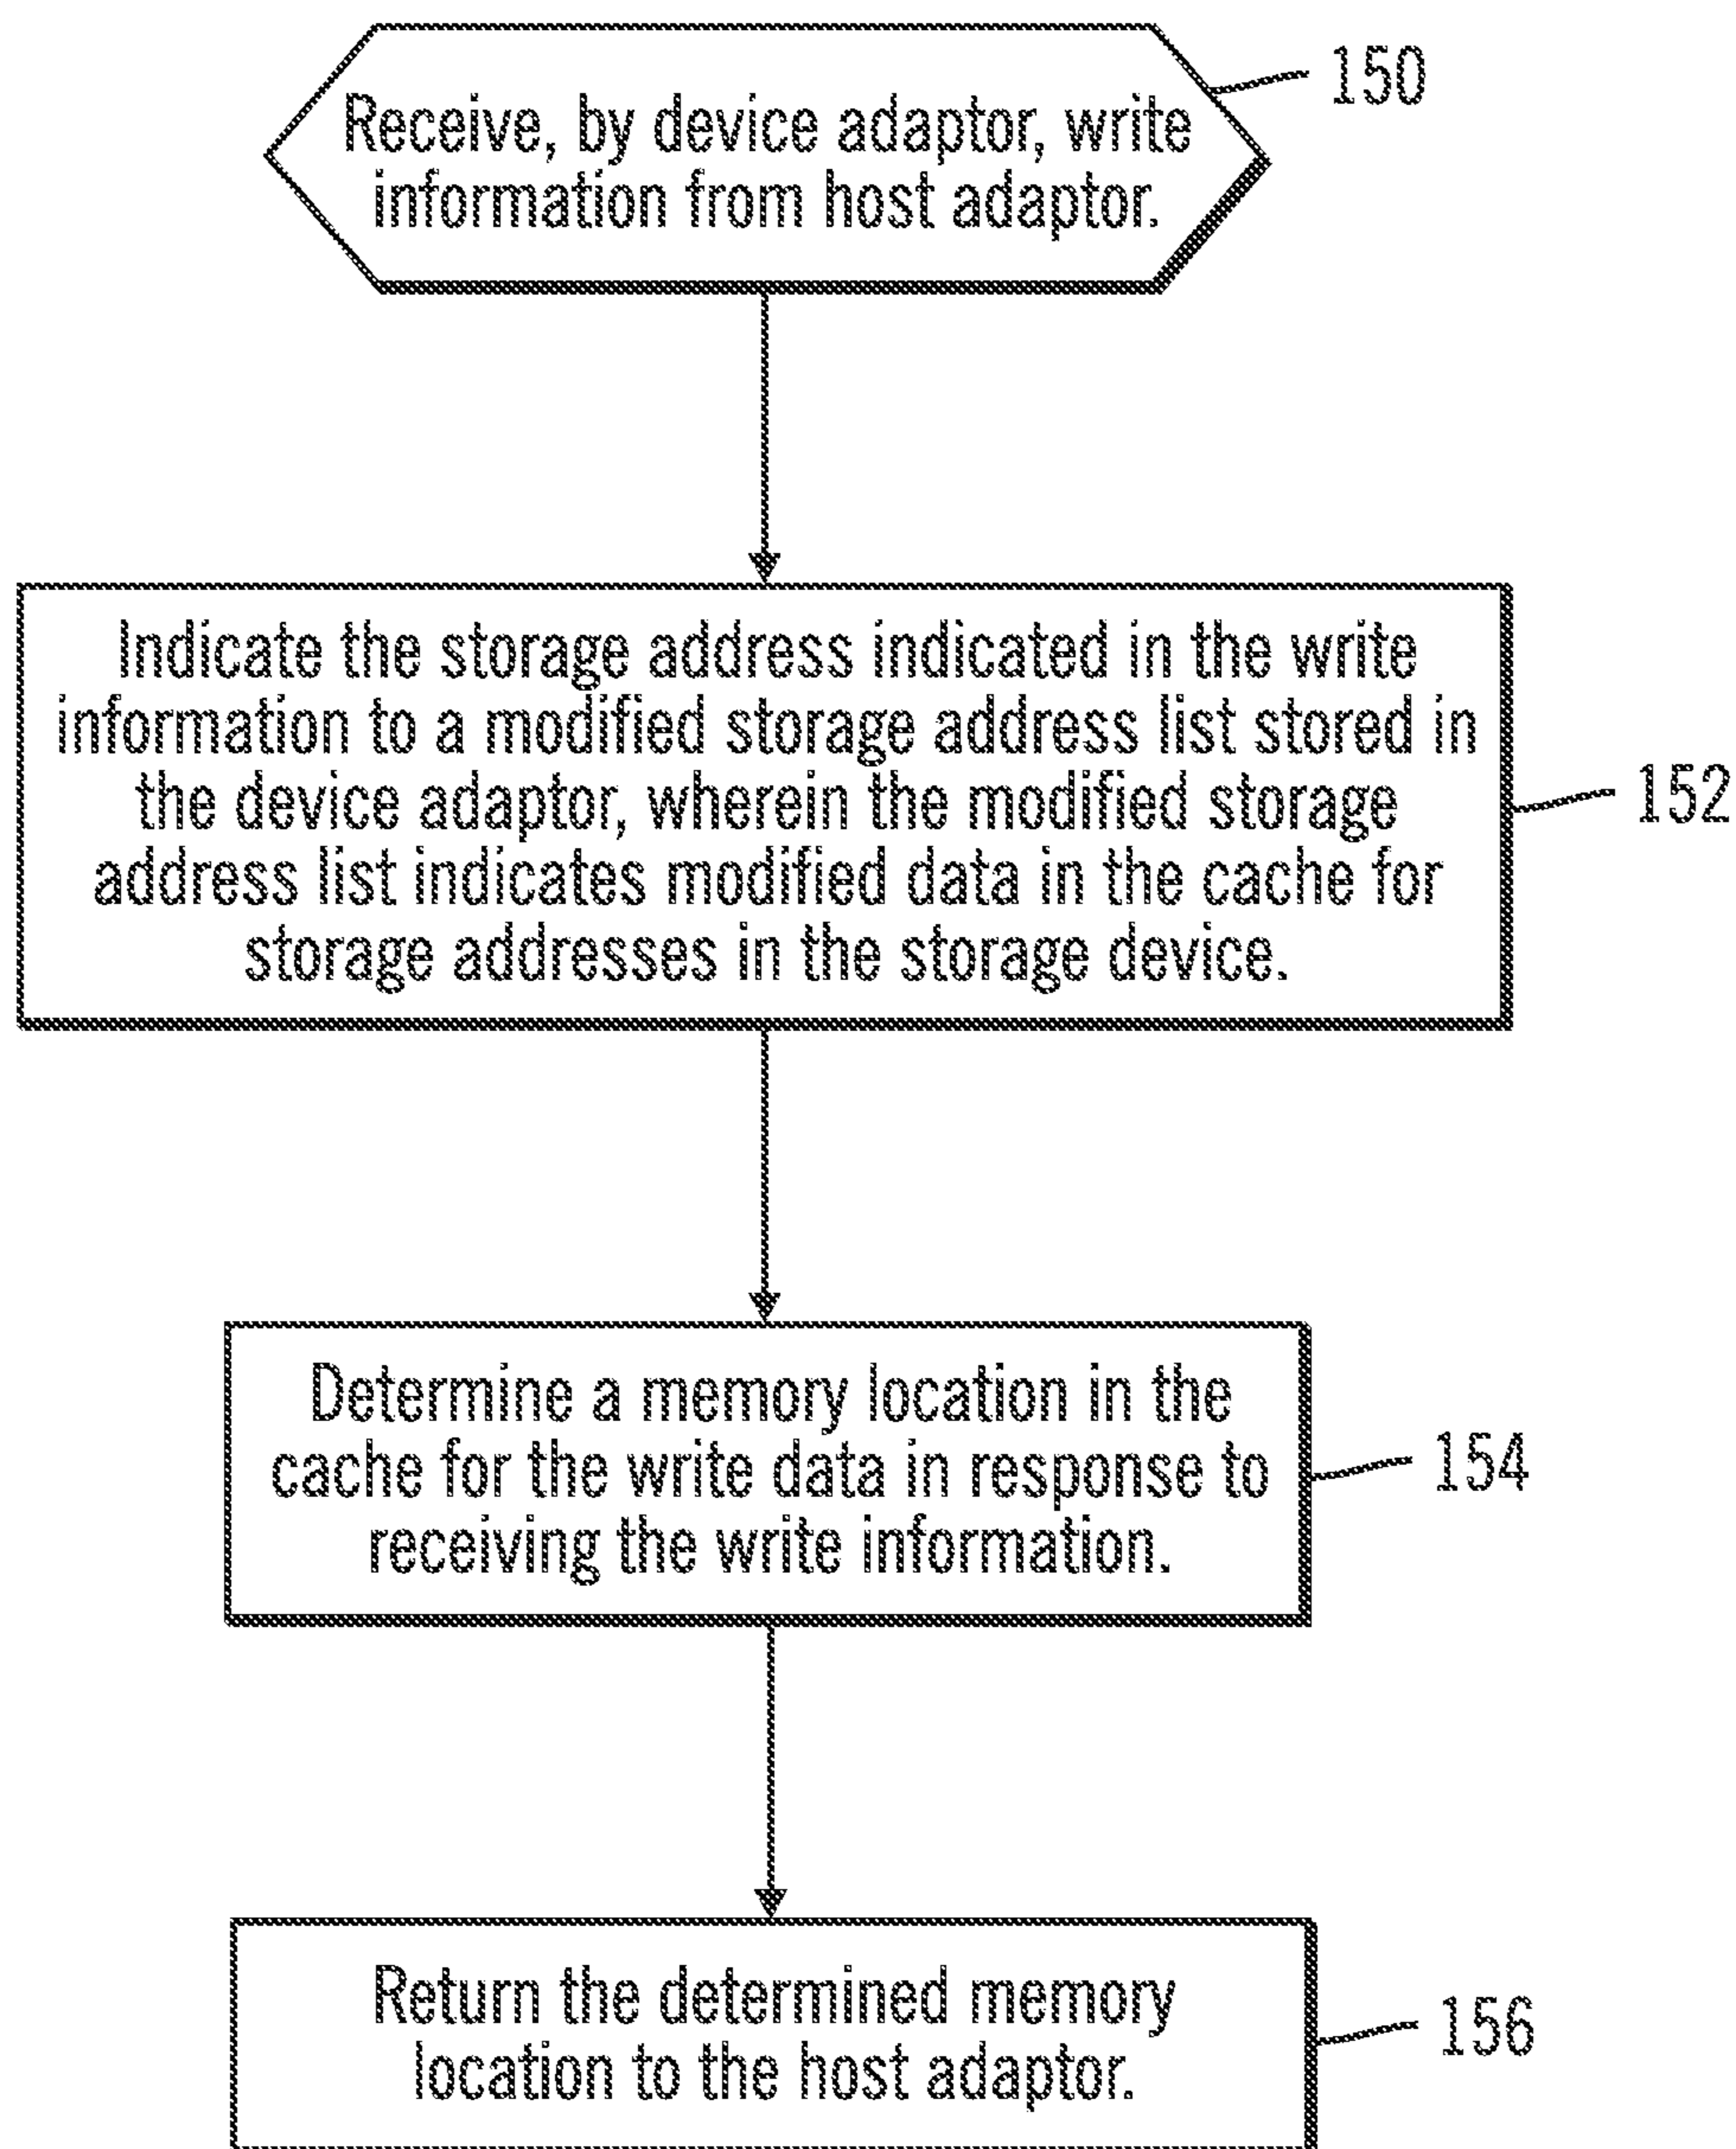 Receive, by device adaptor, write
information from host adaptor.
150
Indicate the storage address indicated in the write
information to a modified storage address list stored in
the device adaptor, wherein the modified storage
address list indicates modified data in the cache for
storage addresses in the storage device.
152
Determine a memory location in the
cache for the write data in response to
receiving the write information.
154
Return the determined memory
location to the host adaptor.
156